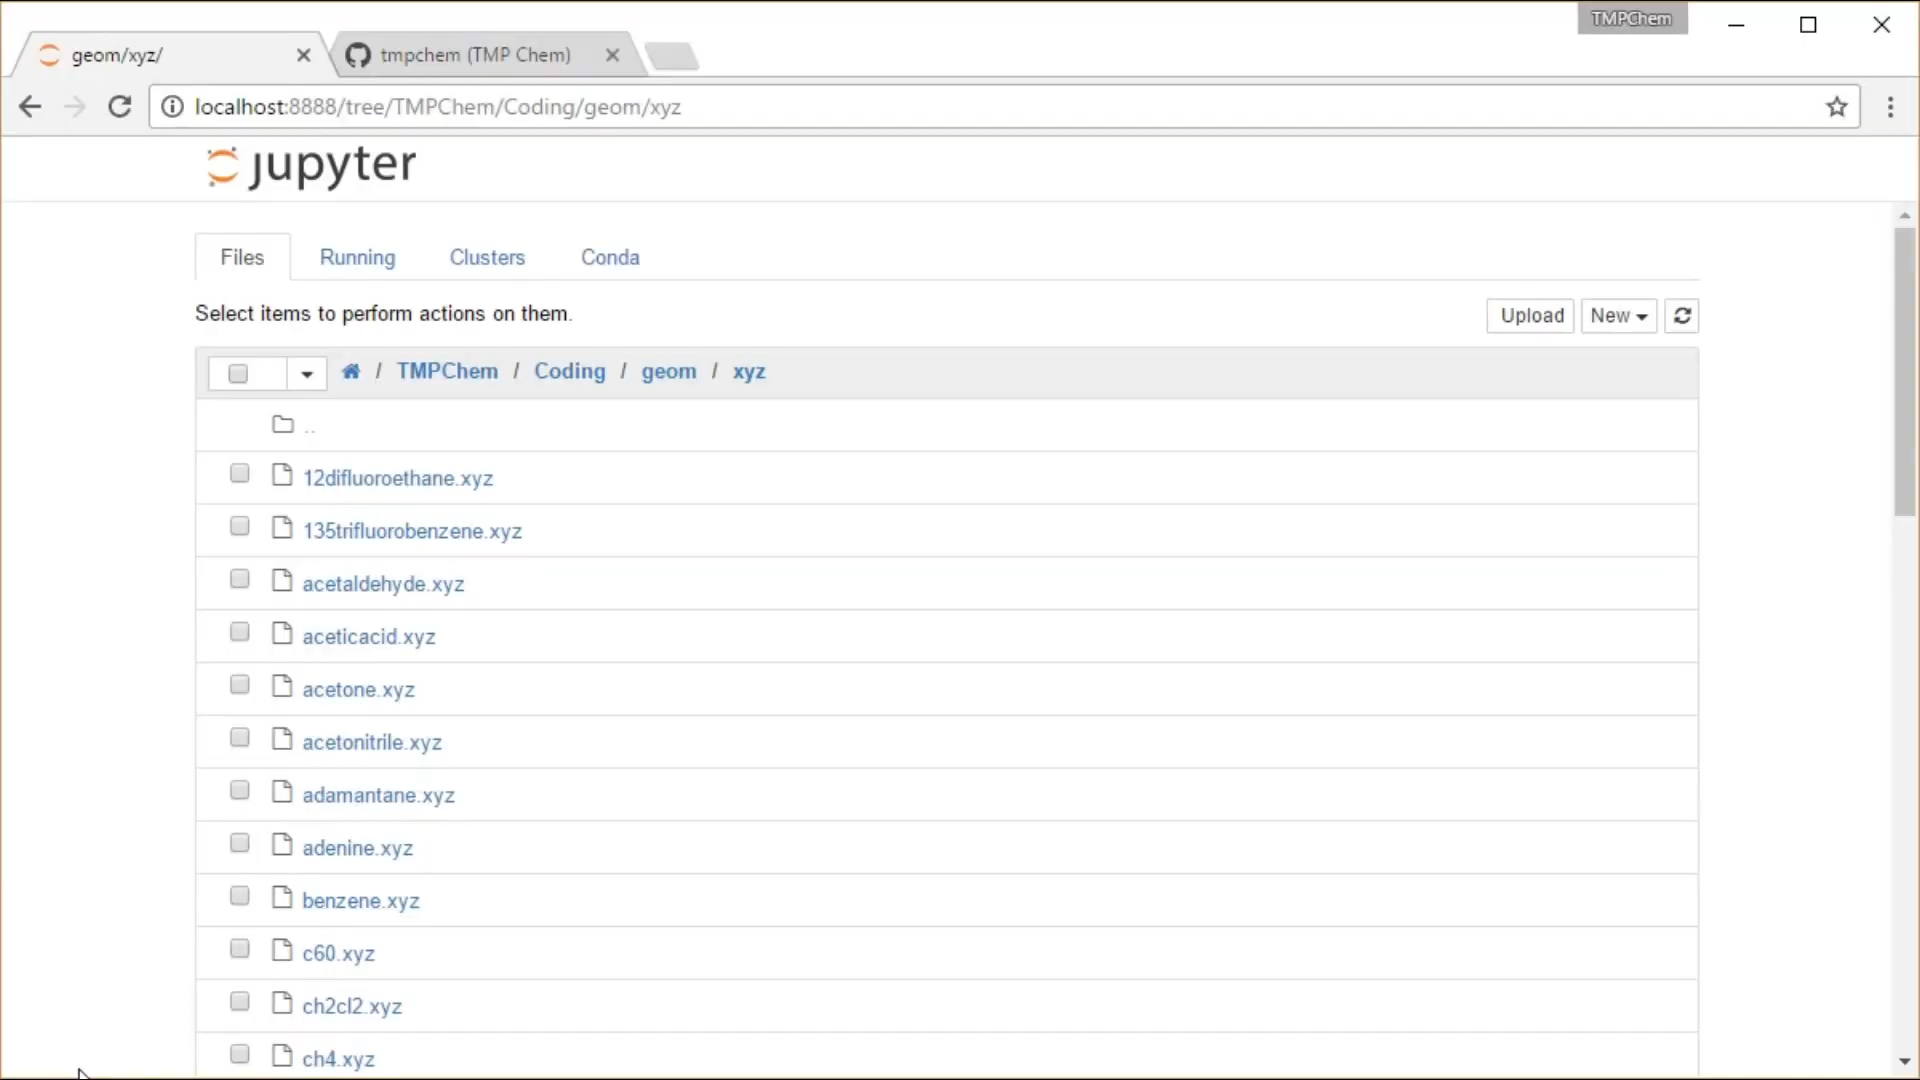 TMPChem
geom/xyz/
tmpchem (TMP Chem)
localhost:8888/tree/TMPChem/Coding/geom/xyz
jupyter
Files Running Clusters Conda
Select items to perform actions on them.
Upload New
/ TMPChem / Coding / geom / xyz
..
12difluoroethane.xyz
135trifluorobenzene.xyz
acetaldehyde.xyz
aceticacid.xyz
acetone.xyz
acetonitrile.xyz
adamantane.xyz
adenine.xyz
benzene.xyz
c60.xyz
ch2cl2.xyz
ch4.xyz